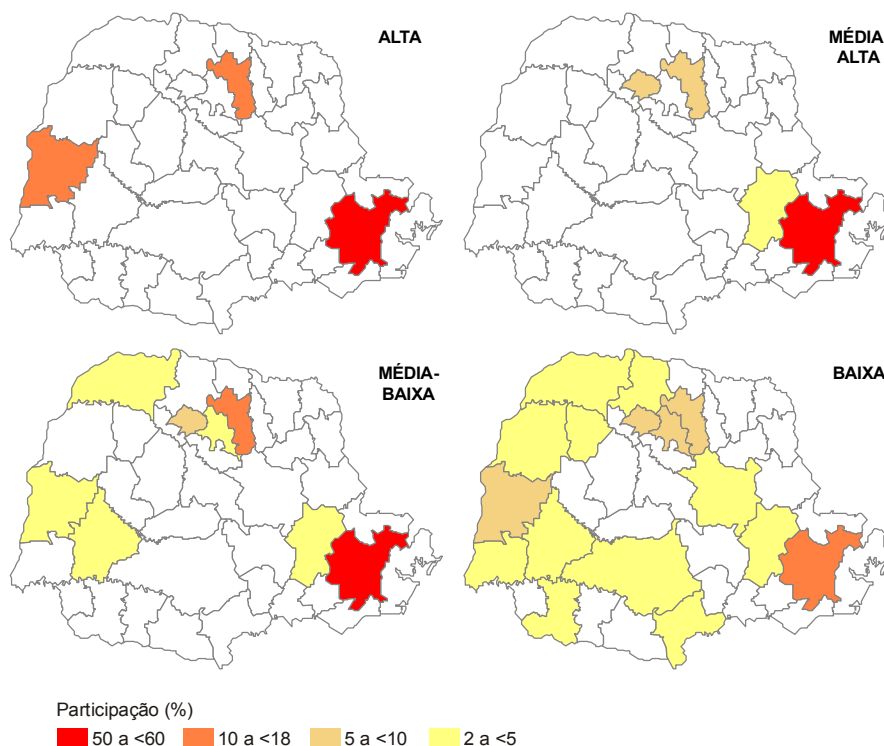 ALTA
MÉDIA
ALTA
MÉDIA-
BAIXA
BAIXA
Participação (%)
50 a <60 10 a <18 5 a <10 2 a <5